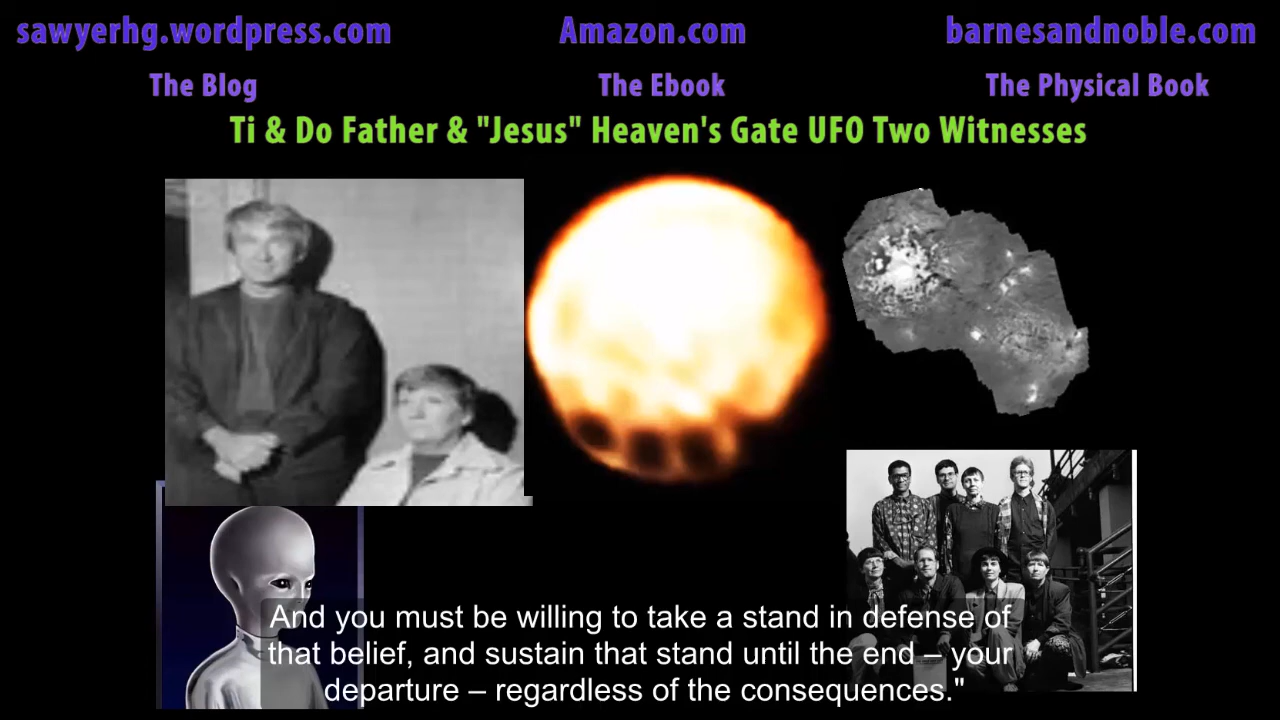 sawyerhg.wordpress.com Amazon.com barnesandnoble.com
The Blog The Ebook The Physical Book
Ti & Do Father & "Jesus" Heaven's Gate UFO Two Witnesses
And you must be willing to take a stand in defense of
that belief, and sustain that stand until the end – your
departure – regardless of the consequences."